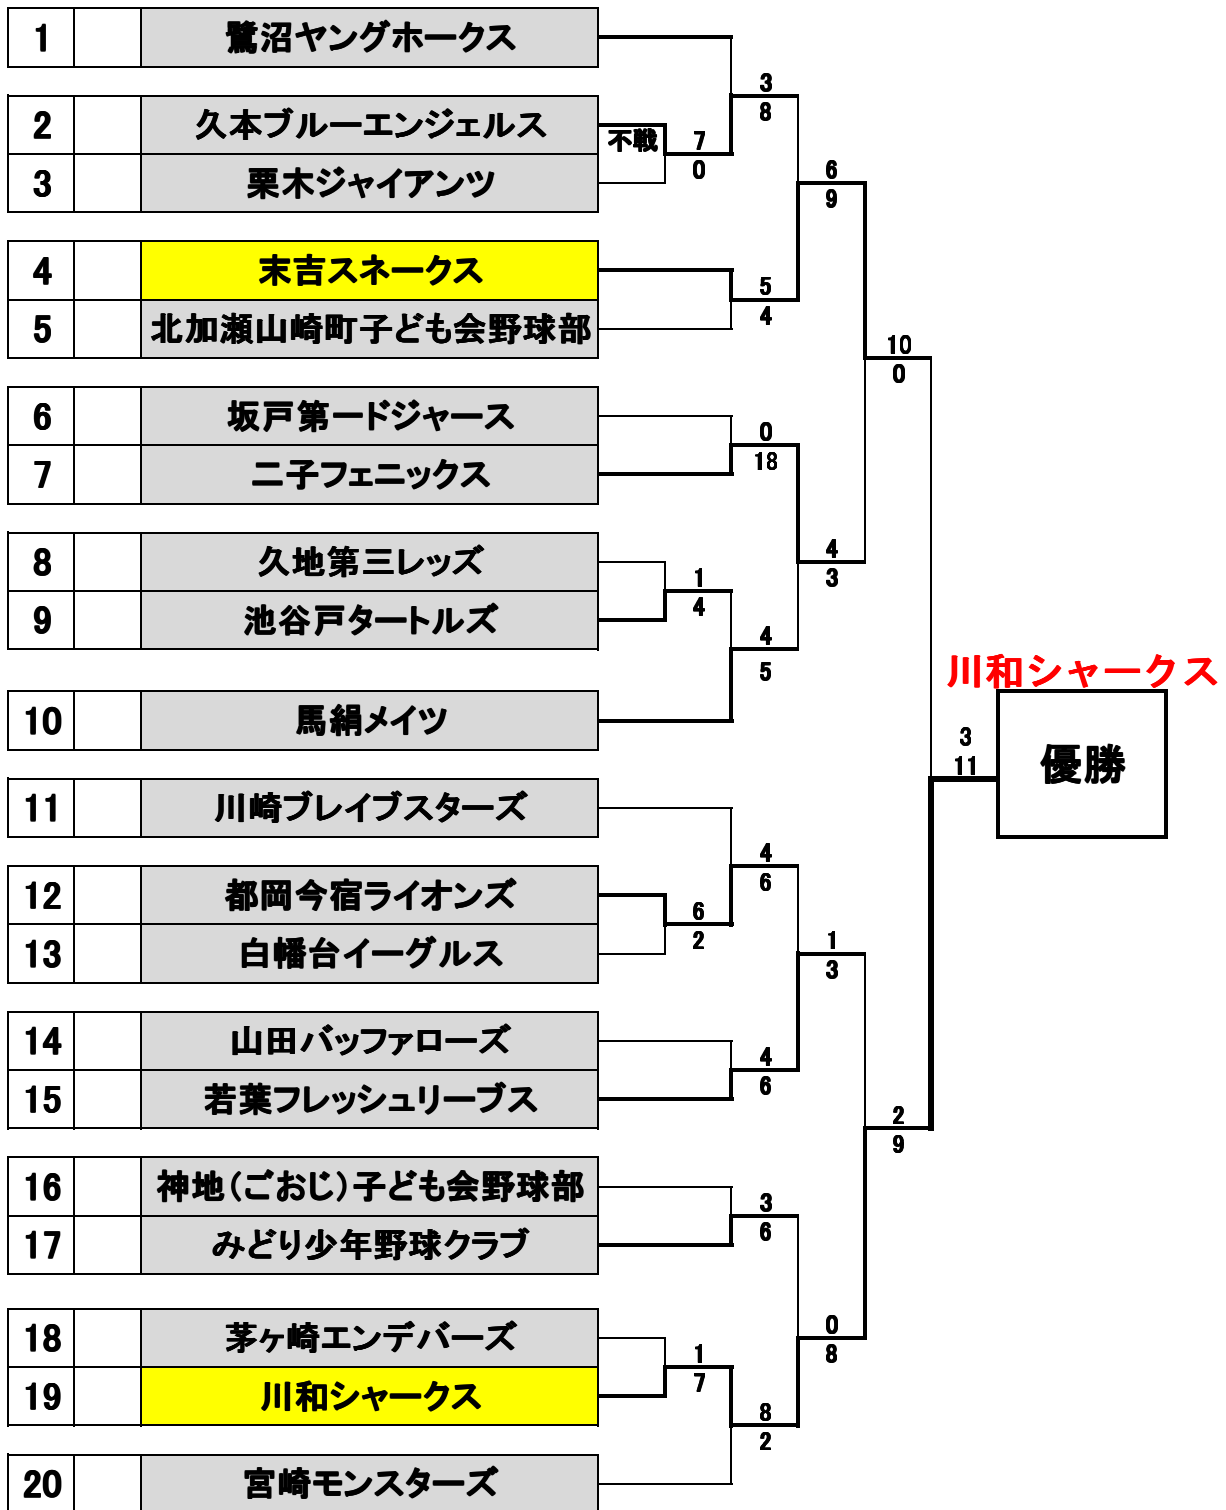 1 鷺沼ヤングホークス
3
8
2 久本ブルーエンジェルス
不戦 7
0
3 栗木ジャイアンツ
6
9
4 末吉スネークス
5
4
5 北加瀬山崎町子ども会野球部
10
0
6 坂戸第一ドジャース
0
18
7 二子フェニックス
8 久地第三レッズ
4
3
1
4
9 池谷戸タートルズ
4
5
川和シャークス
10 馬絹メイツ
3
11
優勝
11 川崎ブレイブスターズ
4
6
12 都岡今宿ライオンズ
6
2
13 白幡台イーグルス
1
3
14 山田バッファローズ
4
6
15 若葉フレッシュリーブス
2
9
16 神地(ごおじ)子ども会野球部
3
6
17 みどり少年野球クラブ
18 茅ヶ崎エンデバーズ
0
8
1
7
19 川和シャークス
8
2
20 宮崎モンスターズ